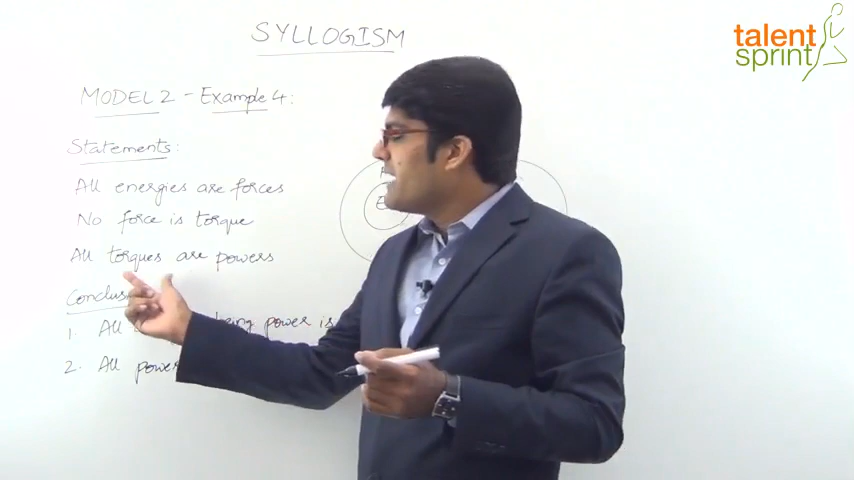 SYLLOGISM
talent
sprint
MODEL 2 - Example 4:
Statements:
All energies are forces
No force is torque
All torques are powers
1. All being power is
2. All